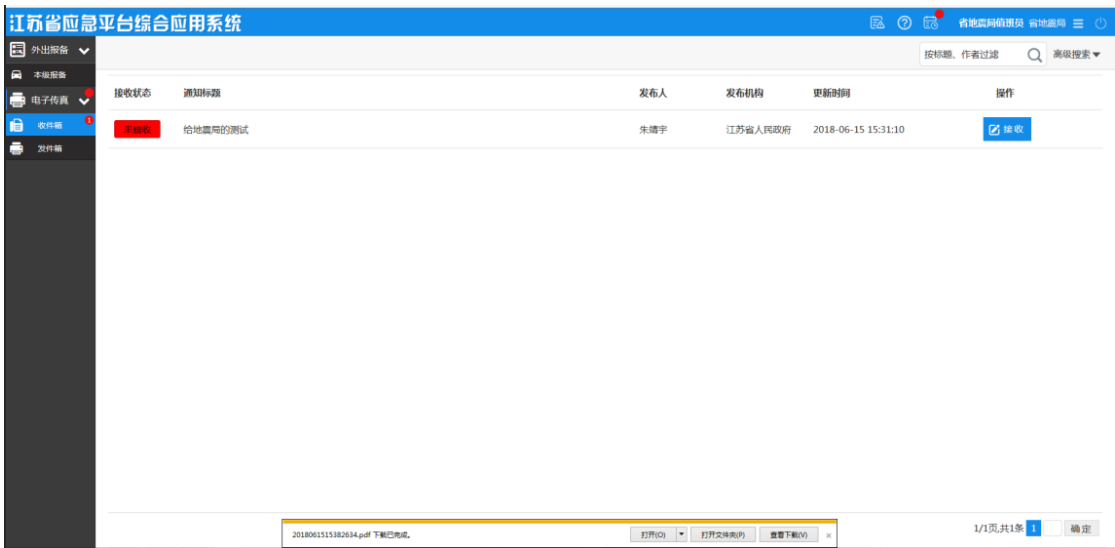 江苏省应急平台综合应用系统
省地震局值班员 省地震局
外出报备
按标题、作者过滤 高级搜索
本级报备
电子传真
接收状态 通知标题 发布人 发布机构 更新时间 操作
收件箱 1
未接收 给地震局的测试 朱靖宇 江苏省人民政府 2018-06-15 15:31:10 接收
发件箱
1/1页,共1条 1 确定
2018061515382634.pdf 下载已完成。 打开(O) 打开文件夹(P) 查看下载(V) ×